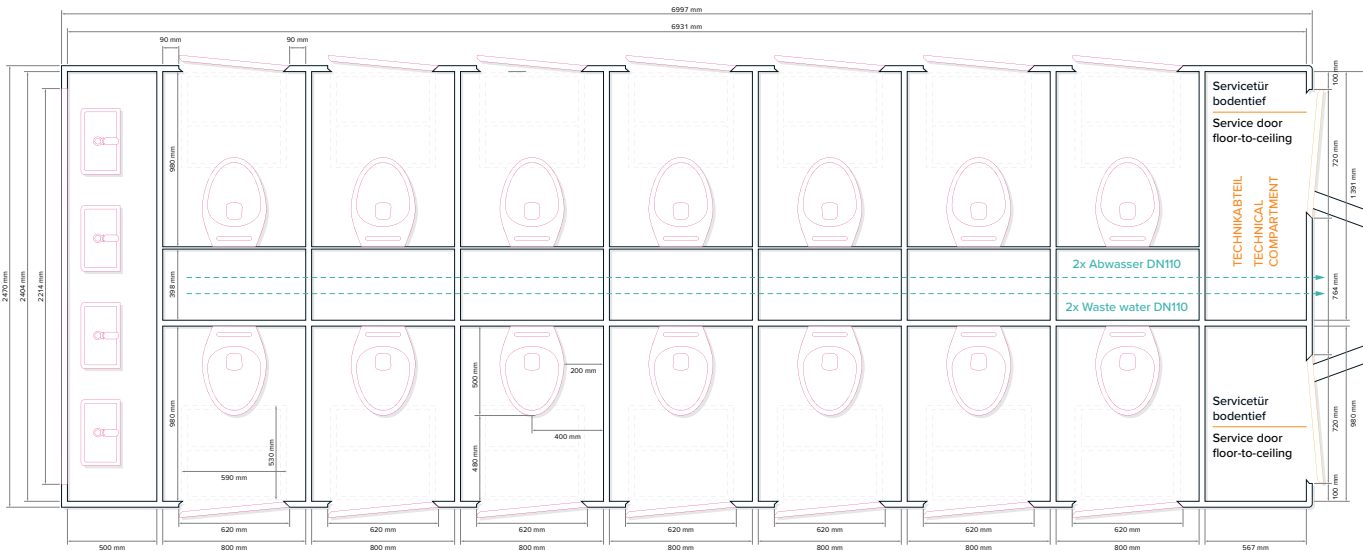 6997 mm
6931 mm
90 mm
90 mm
2470 mm
2404 mm
2214 mm
980 mm
398 mm
980 mm
Servicetür
bodentief
Service door
floor-to-ceiling
TECHNIKABTEIL
TECHNICAL
COMPARTMENT
100 mm
720 mm
1391 mm
764 mm
2x Abwasser DN110
2x Waste water DN110
500 mm
200 mm
400 mm
480 mm
530 mm
590 mm
Servicetür
bodentief
Service door
floor-to-ceiling
720 mm
980 mm
100 mm
620 mm
620 mm
620 mm
620 mm
620 mm
620 mm
620 mm
500 mm
800 mm
800 mm
800 mm
800 mm
800 mm
800 mm
800 mm
567 mm